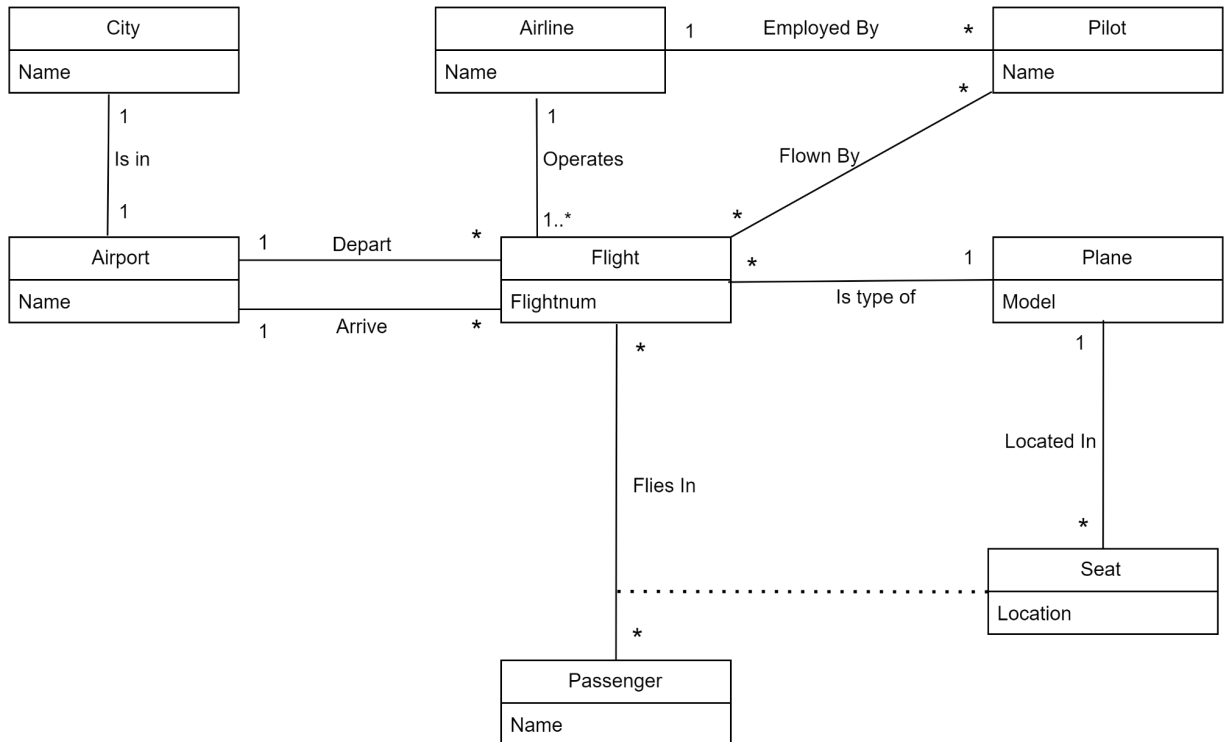 City
Name
Airline
Name
1
Employed By
*
Pilot
Name
1
Is in
1
1
Operates
1..*
*
Flown By
*
Airport
Name
1
Depart
*
1
Arrive
*
Flight
Flightnum
*
1
Is type of
Plane
Model
*
Flies In
*
1
Located In
*
Seat
Location
Passenger
Name